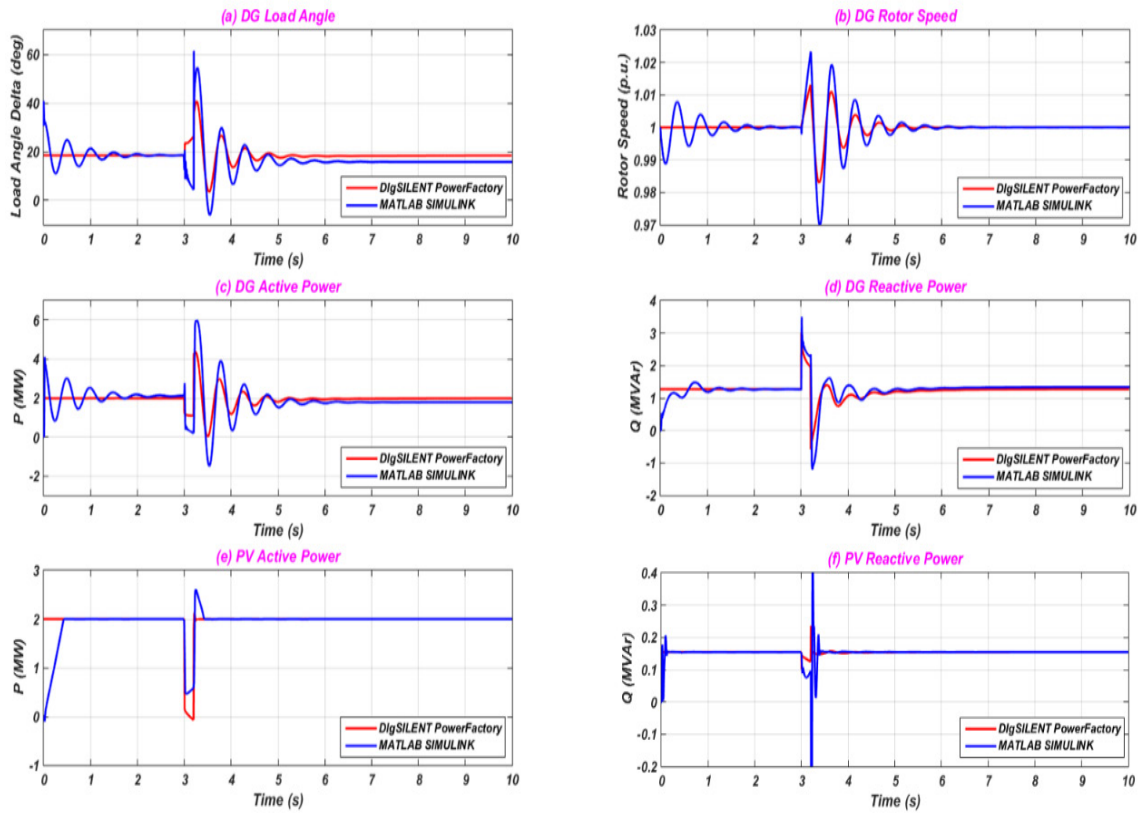 (a) DG Load Angle
Load Angle Delta (deg)
60
40
20
0
DIgSILENT PowerFactory
MATLAB SIMULINK
0 1 2 3 4 5 6 7 8 9 10
Time (s)
(b) DG Rotor Speed
Rotor Speed (p.u.)
1.03
1.02
1.01
1
0.99
0.98
0.97
DIgSILENT PowerFactory
MATLAB SIMULINK
0 1 2 3 4 5 6 7 8 9 10
Time (s)
(c) DG Active Power
P (MW)
6
4
2
0
-2
DIgSILENT PowerFactory
MATLAB SIMULINK
0 1 2 3 4 5 6 7 8 9 10
Time (s)
(d) DG Reactive Power
Q (MVAr)
4
3
2
1
0
-1
-2
DIgSILENT PowerFactory
MATLAB SIMULINK
0 1 2 3 4 5 6 7 8 9 10
Time (s)
(e) PV Active Power
P (MW)
3
2
1
0
-1
DIgSILENT PowerFactory
MATLAB SIMULINK
0 1 2 3 4 5 6 7 8 9 10
Time (s)
(f) PV Reactive Power
Q (MVAr)
0.4
0.3
0.2
0.1
0
-0.1
-0.2
DIgSILENT PowerFactory
MATLAB SIMULINK
0 1 2 3 4 5 6 7 8 9 10
Time (s)